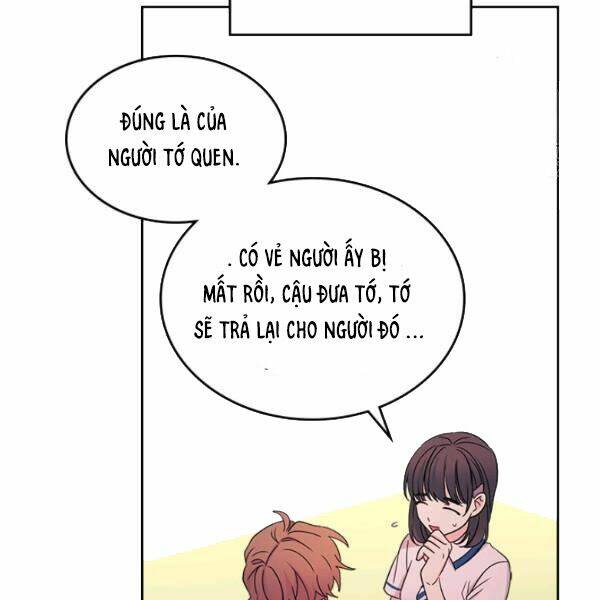 ĐÚNG LÀ CỦA
NGƯỜI TỚ QUEN.
. CÓ VẺ NGƯỜI ẤY BỊ
MẤT RỒI, CẬU ĐƯA TỚ, TỚ
SẼ TRẢ LẠI CHO NGƯỜI ĐÓ ...